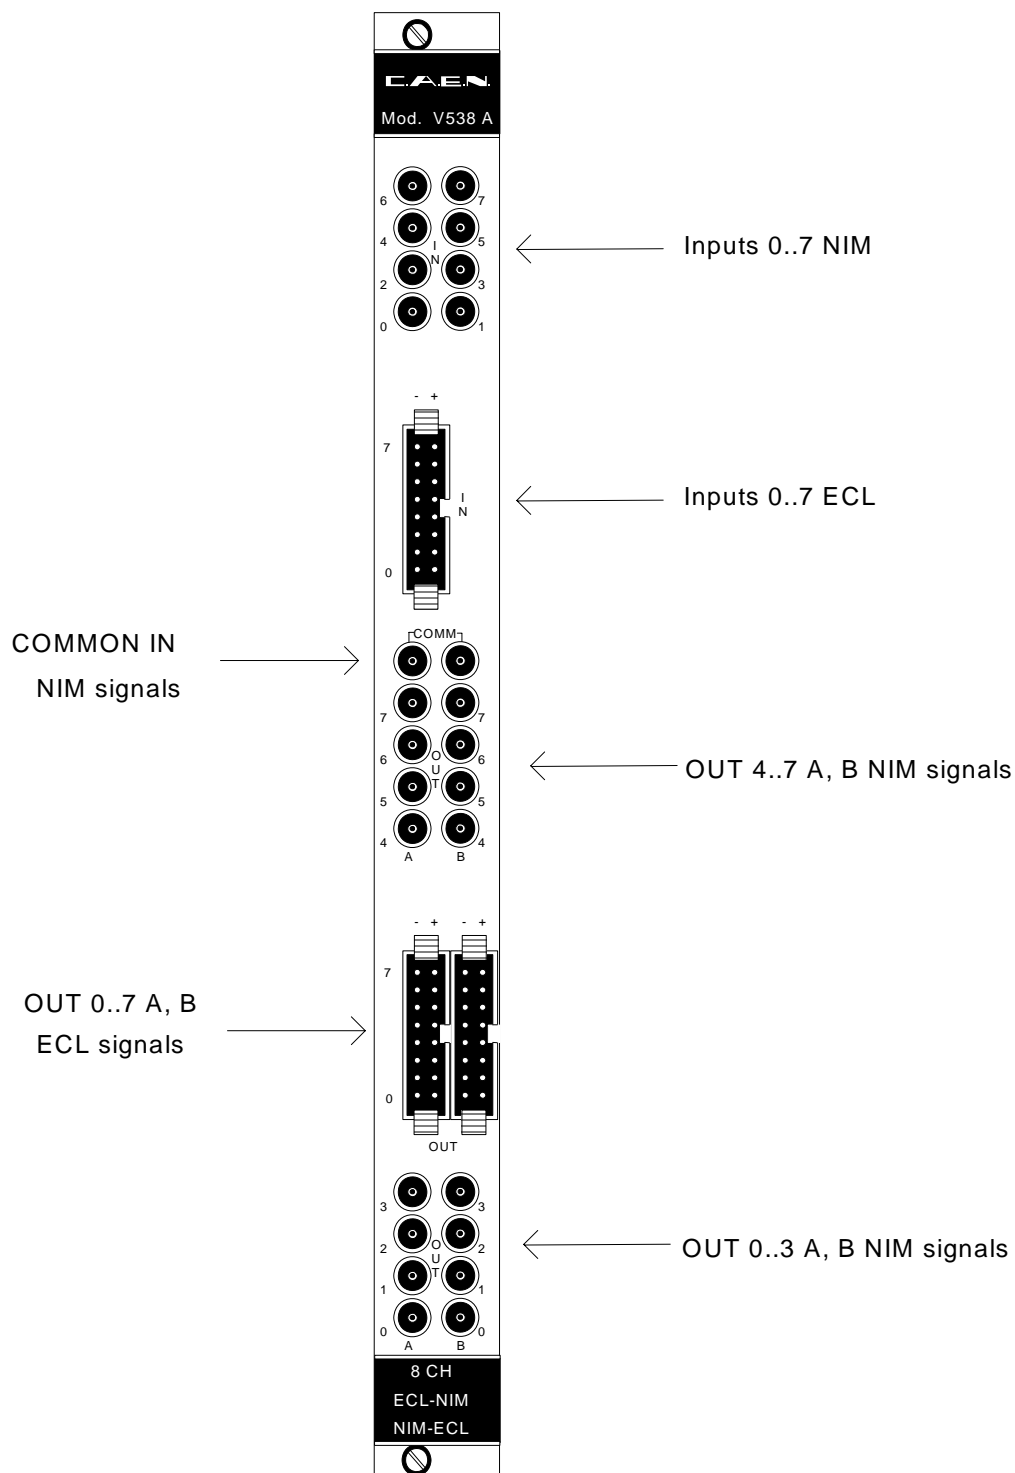 C.A.E.N.
Mod. V538 A
6 7
4 5
I
N
2 3
0 1
Inputs 0..7 NIM
- +
7
I
N
0
Inputs 0..7 ECL
COMMON IN
NIM signals
COMM
7 7
O
U
T
6 6
5 5
4 4
A B
OUT 4..7 A, B NIM signals
- + - +
7
0
OUT
OUT 0..7 A, B
ECL signals
3 3
O
U
T
2 2
1 1
0 0
A B
OUT 0..3 A, B NIM signals
8 CH
ECL-NIM
NIM-ECL